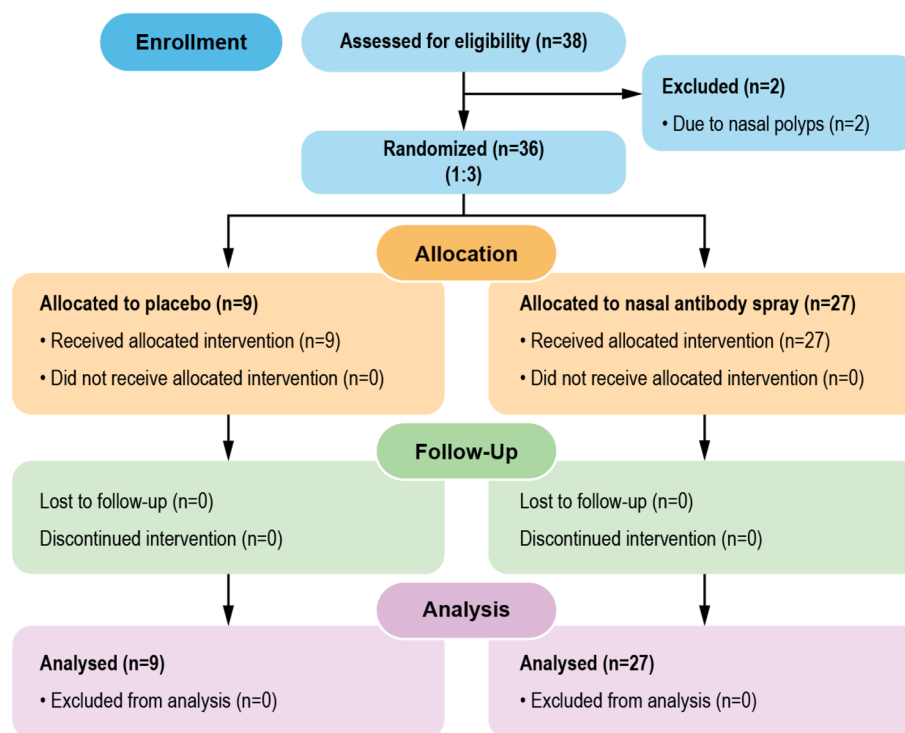 Enrollment
Assessed for eligibility (n=38)
Excluded (n=2)
• Due to nasal polyps (n=2)
Randomized (n=36)
(1:3)
Allocation
Allocated to placebo (n=9)
• Received allocated intervention (n=9)
• Did not receive allocated intervention (n=0)
Allocated to nasal antibody spray (n=27)
• Received allocated intervention (n=27)
• Did not receive allocated intervention (n=0)
Follow-Up
Lost to follow-up (n=0)
Discontinued intervention (n=0)
Lost to follow-up (n=0)
Discontinued intervention (n=0)
Analysis
Analysed (n=9)
• Excluded from analysis (n=0)
Analysed (n=27)
• Excluded from analysis (n=0)